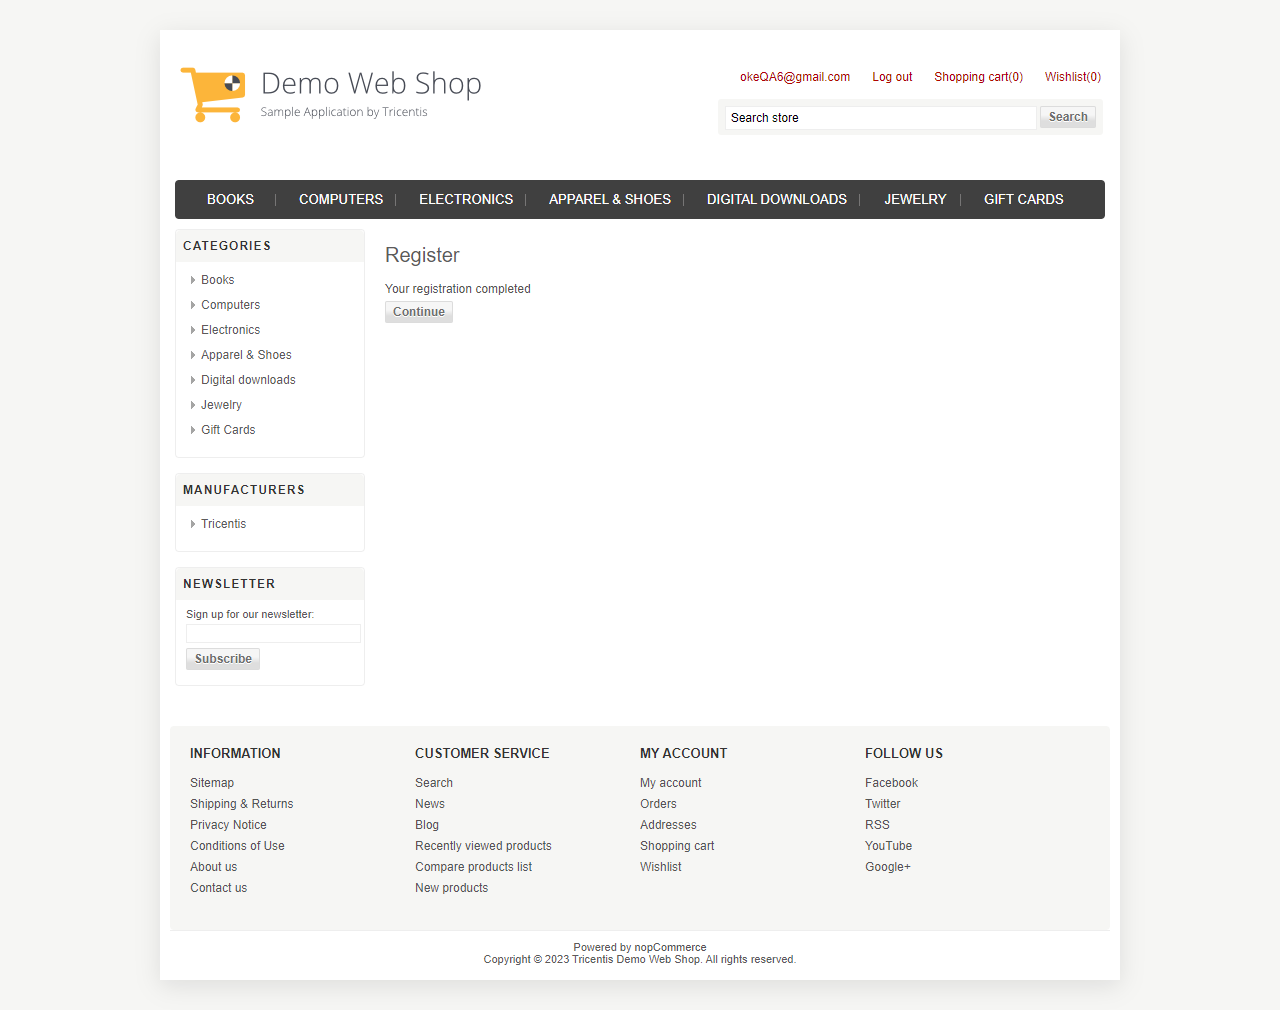 Demo Web Shop
Sample Application by Tricentis
okeQA6@gmail.com Log out Shopping cart(0) Wishlist(0)
Search store Search
BOOKS COMPUTERS ELECTRONICS APPAREL & SHOES DIGITAL DOWNLOADS JEWELRY GIFT CARDS
CATEGORIES
Books
Computers
Electronics
Apparel & Shoes
Digital downloads
Jewelry
Gift Cards
MANUFACTURERS
Tricentis
NEWSLETTER
Sign up for our newsletter:
Subscribe
Register
Your registration completed
Continue
INFORMATION
Sitemap
Shipping & Returns
Privacy Notice
Conditions of Use
About us
Contact us
CUSTOMER SERVICE
Search
News
Blog
Recently viewed products
Compare products list
New products
MY ACCOUNT
My account
Orders
Addresses
Shopping cart
Wishlist
FOLLOW US
Facebook
Twitter
RSS
YouTube
Google+
Powered by nopCommerce
Copyright © 2023 Tricentis Demo Web Shop. All rights reserved.